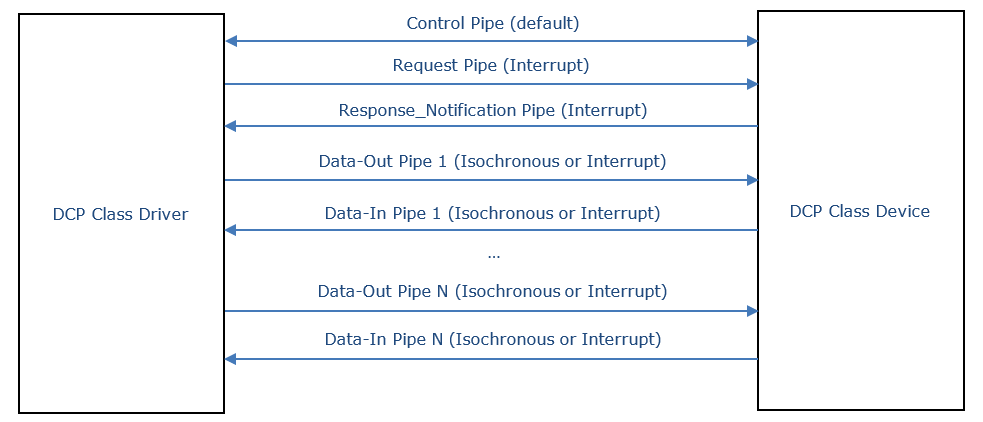 Control Pipe (default)
Request Pipe (Interrupt)
Response_Notification Pipe (Interrupt)
Data-Out Pipe 1 (Isochronous or Interrupt)
DCP Class Driver
Data-In Pipe 1 (Isochronous or Interrupt)
DCP Class Device
...
Data-Out Pipe N (Isochronous or Interrupt)
Data-In Pipe N (Isochronous or Interrupt)